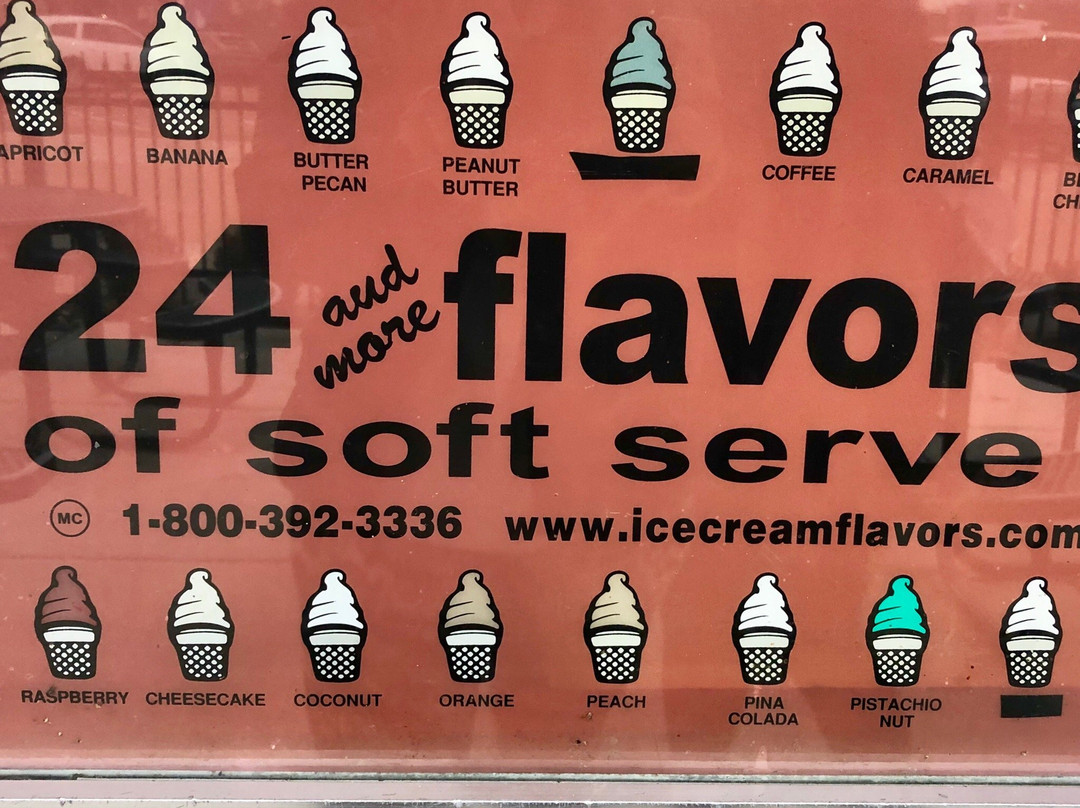 APRICOT
BANANA
BUTTER
PECAN
PEANUT
BUTTER
COFFEE
CARAMEL
24 and more flavors
of soft serve
MC 1-800-392-3336 www.icecreamflavors.com
RASPBERRY
CHEESECAKE
COCONUT
ORANGE
PEACH
PINA
COLADA
PISTACHIO
NUT